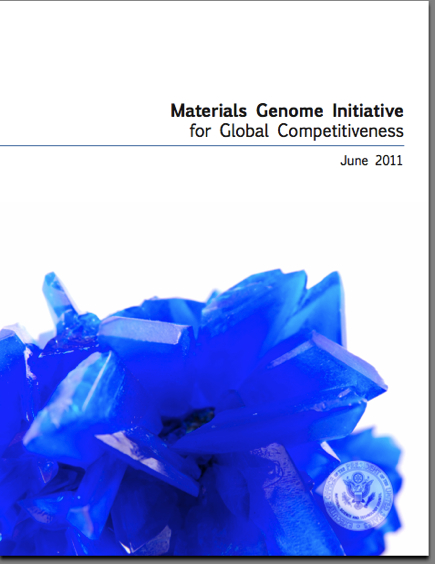 Materials Genome Initiative
for Global Competitiveness
June 2011